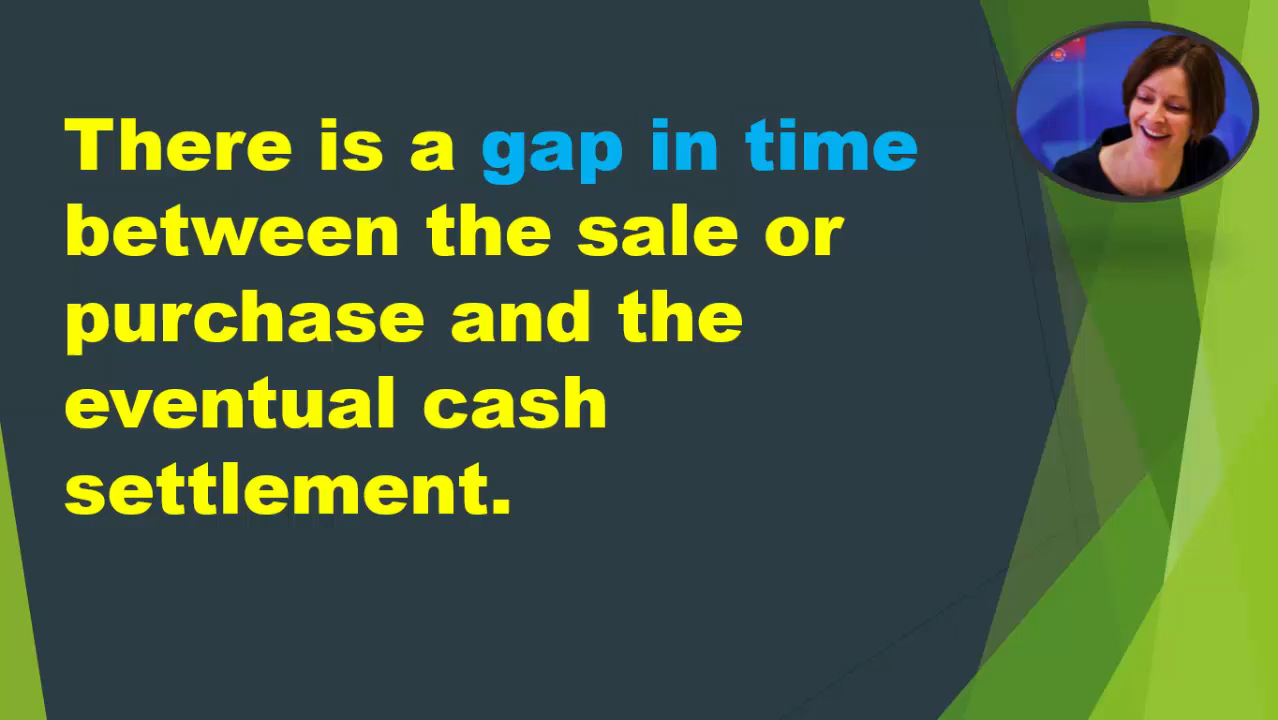 There is a gap in time
between the sale or
purchase and the
eventual cash
settlement.